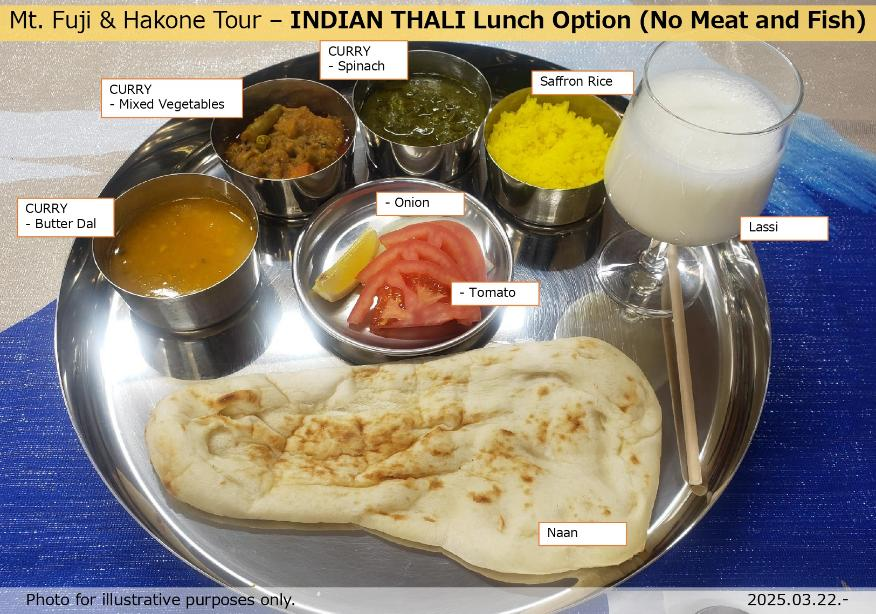 Mt. Fuji & Hakone Tour – INDIAN THALI Lunch Option (No Meat and Fish)
CURRY
- Spinach
Saffron Rice
CURRY
- Mixed Vegetables
- Onion
CURRY
- Butter Dal
Lassi
- Tomato
Naan
Photo for illustrative purposes only.
2025.03.22.-